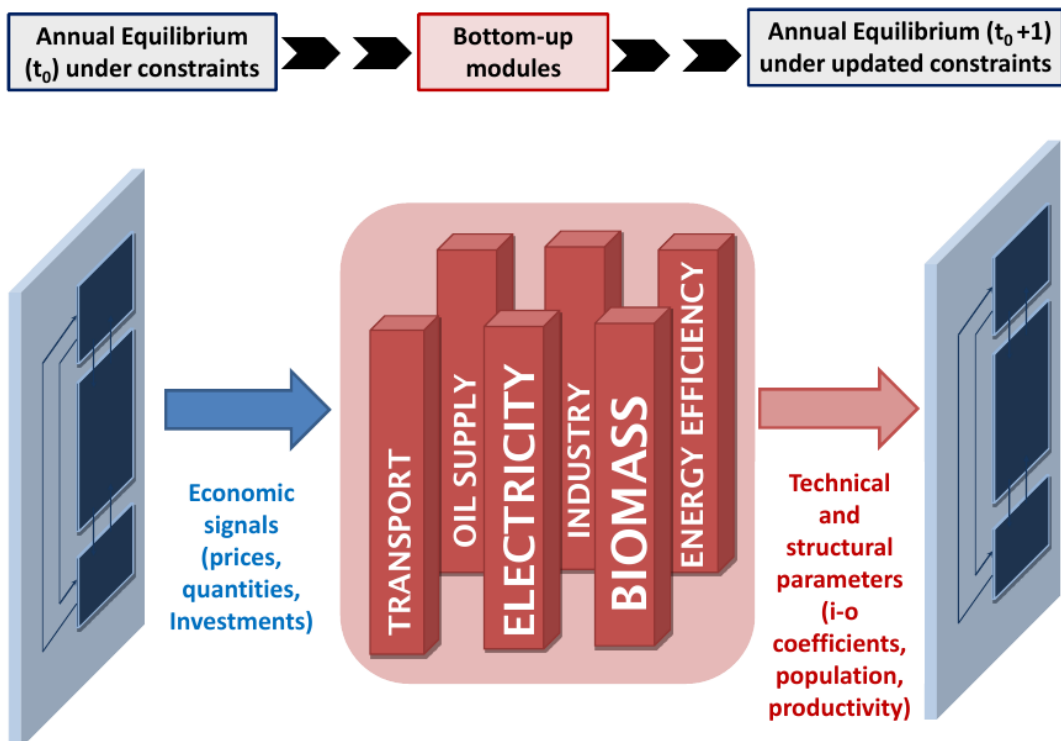 Annual Equilibrium
(t₀) under constraints
Bottom-up
modules
Annual Equilibrium (t₀+1)
under updated constraints
Economic
signals
(prices,
quantities,
Investments)
TRANSPORT
OIL SUPPLY
ELECTRICITY
INDUSTRY
BIOMASS
ENERGY EFFICIENCY
Technical
and
structural
parameters
(i-o
coefficients,
population,
productivity)